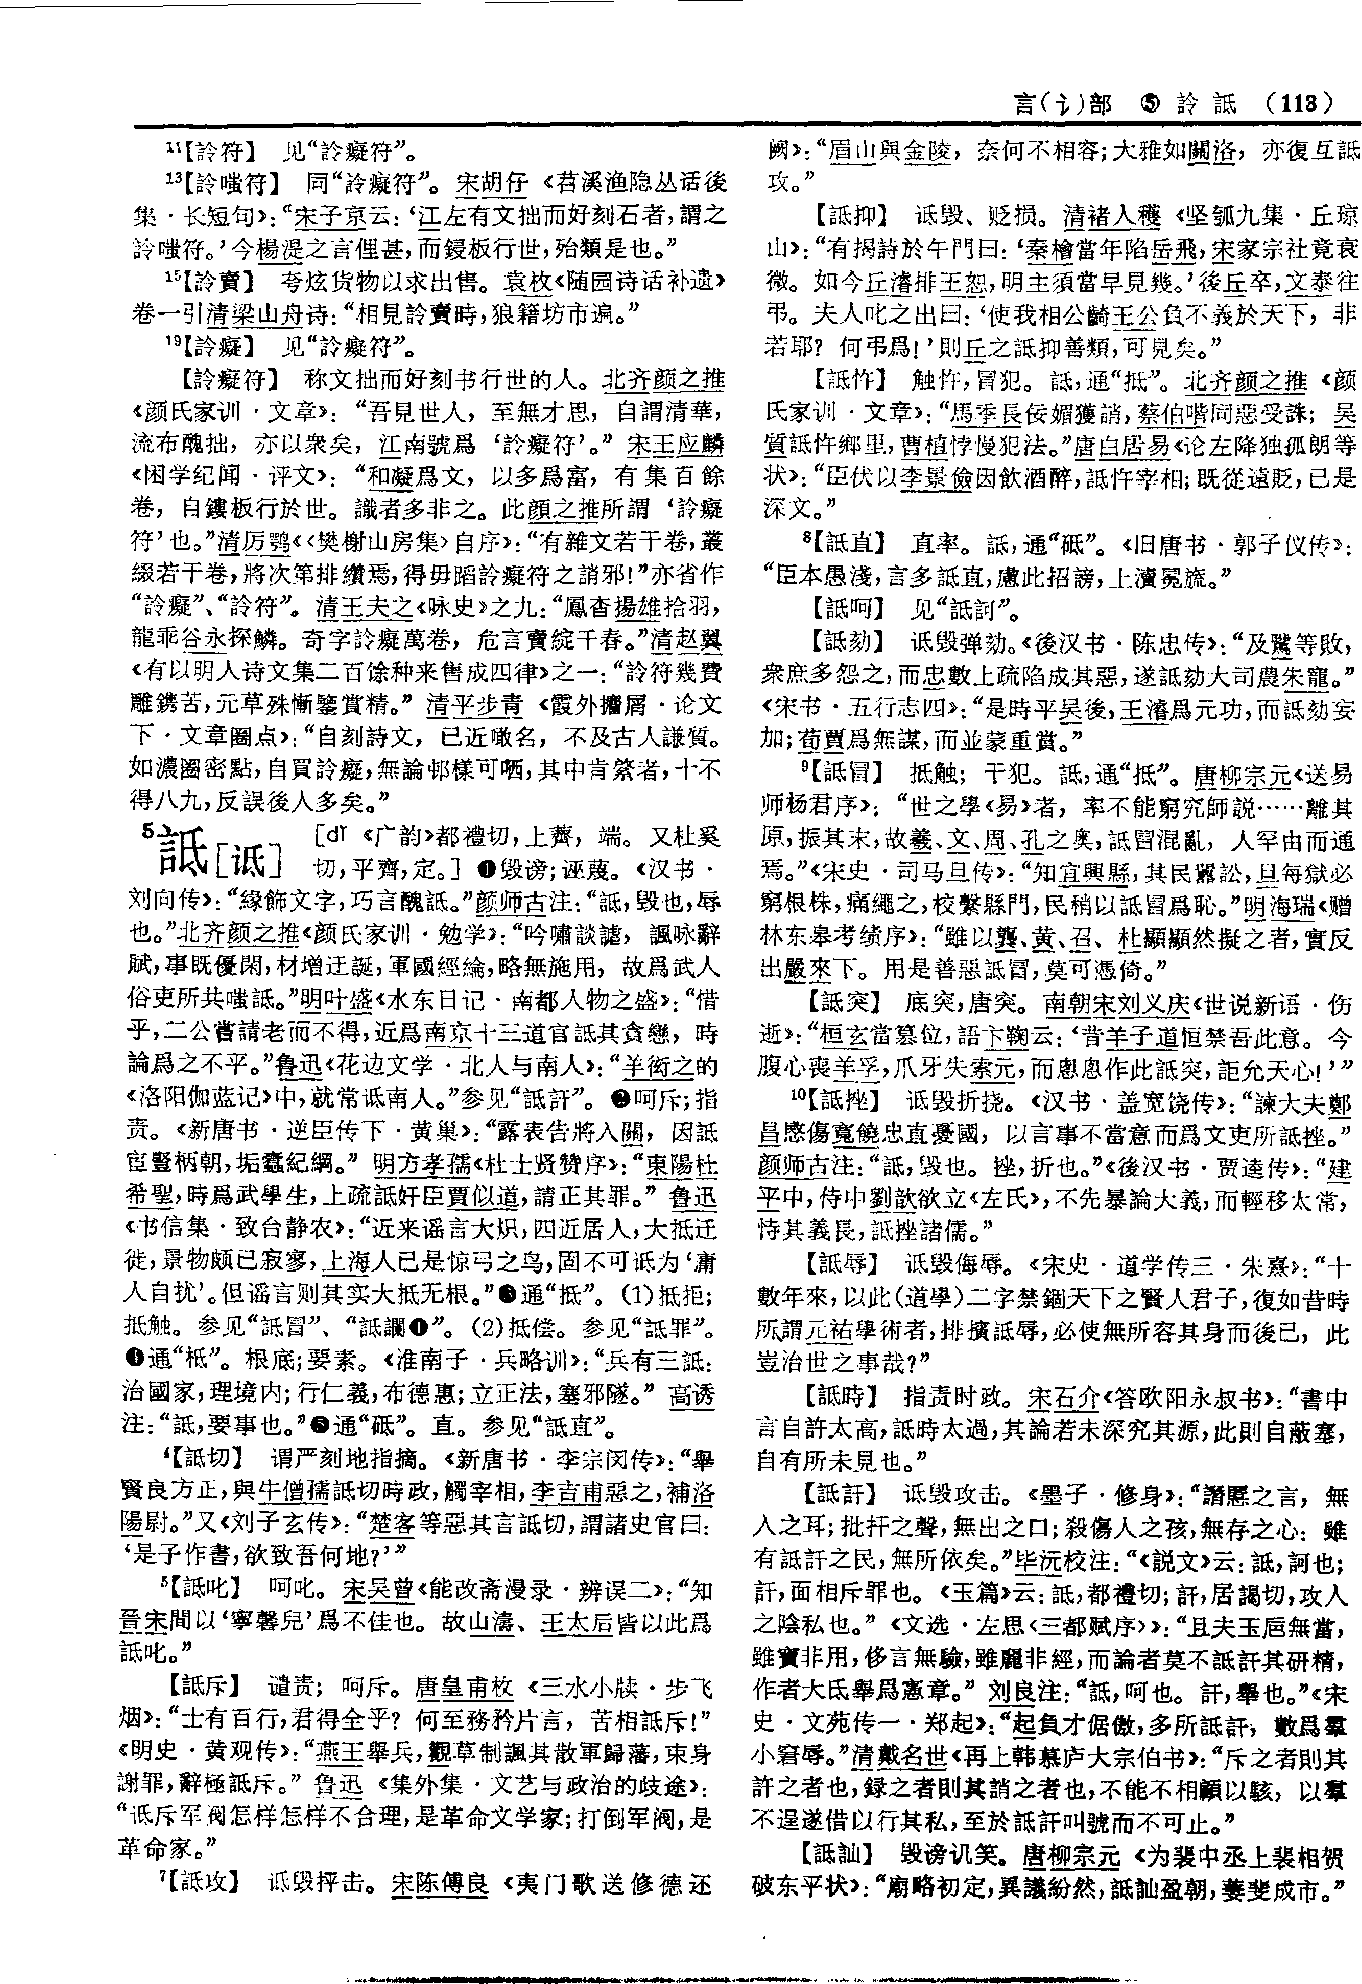 言(讠)部 ⑤ 詅 詆 (113)
¹¹【詅符】 见“詅癡符”。
¹³【詅嗤符】 同“詅癡符”。宋胡仔《苕溪渔隐丛话後
集·长短句》：“宋子京云：‘江左有文拙而好刻石者，謂之
詅嗤符。’今楊湜之言俚甚，而鋟板行世，殆類是也。”
¹⁵【詅賣】 夸炫货物以求出售。袁枚《随园诗话补遗》
卷一引清梁山舟诗：“相見詅賣時，狼籍坊市遍。”
¹⁹【詅癡】 见“詅癡符”。
【詅癡符】 称文拙而好刻书行世的人。北齐颜之推
《颜氏家训·文章》：“吾見世人，至無才思，自謂清華，
流布醜拙，亦以衆矣，江南號爲‘詅癡符’。”宋王应麟
《困学纪闻·评文》：“和凝爲文，以多爲富，有集百餘
卷，自鏤板行於世。識者多非之。此顔之推所謂‘詅癡
符’也。”清厉鹗《〈樊榭山房集〉自序》：“有雜文若干卷，叢
綴若干卷，將次第排纘焉，得毋蹈詅癡符之誚邪！”亦省作
“詅癡”、“詅符”。清王夫之《咏史》之九：“鳳杳揚雄拾羽，
龍乖谷永探鱗。奇字詅癡萬卷，危言賣綻千春。”清赵翼
《有以明人诗文集二百馀种来售成四律》之一：“詅符幾費
雕鐫苦，元草殊慚鑒賞精。”清平步青《霞外攟屑·论文
下·文章圈点》：“自刻詩文，已近噉名，不及古人謙質。
如濃圈密點，自買詅癡，無論邨樣可哂，其中肯綮者，十不
得八九，反誤後人多矣。”
⁵詆[诋] [dǐ 《广韵》都禮切，上薺，端。又杜奚
切，平齊，定。]❶毁谤；诬蔑。《汉书·
刘向传》：“緣飾文字，巧言醜詆。”颜师古注：“詆，毁也，辱
也。”北齐颜之推《颜氏家训·勉学》：“吟嘯談謔，諷咏辭
賦，事既優閑，材增迂誕，軍國經綸，略無施用，故爲武人
俗吏所共嗤詆。”明叶盛《水东日记·南都人物之盛》：“惜
乎，二公嘗請老而不得，近爲南京十三道官詆其貪戀，時
論爲之不平。”鲁迅《花边文学·北人与南人》：“羊衒之的
《洛阳伽蓝记》中，就常诋南人。”参见“詆訐”。❷呵斥；指
责。《新唐书·逆臣传下·黄巢》：“露表告將入關，因詆
宦豎柄朝，垢蠹紀綱。”明方孝孺《杜士贤赞序》：“東陽杜
希聖，時爲武學生，上疏詆奸臣賈似道，請正其罪。”鲁迅
《书信集·致台静农》：“近来谣言大炽，四近居人，大抵迁
徙，景物颇已寂寥，上海人已是惊弓之鸟，固不可诋为‘庸
人自扰’。但谣言则其实大抵无根。”❸通“抵”。(1)抵拒；
抵触。参见“詆冒”、“詆讕❶”。(2)抵偿。参见“詆罪”。
❹通“柢”。根底；要素。《淮南子·兵略训》：“兵有三詆：
治國家，理境内；行仁義，布德惠；立正法，塞邪隧。”高诱
注：“詆，要事也。”❺通“砥”。直。参见“詆直”。
⁴【詆切】 谓严刻地指摘。《新唐书·李宗闵传》：“舉
賢良方正，與牛僧孺詆切時政，觸宰相，李吉甫惡之，補洛
陽尉。”又《刘子玄传》：“楚客等惡其言詆切，謂諸史官曰：
‘是子作書，欲致吾何地？’”
⁵【詆叱】 呵叱。宋吴曾《能改斋漫录·辨误二》：“知
晉宋間以‘寧馨兒’爲不佳也。故山濤、王太后皆以此爲
詆叱。”
【詆斥】 谴责；呵斥。唐皇甫枚《三水小牍·步飞
烟》：“士有百行，君得全乎？何至務矜片言，苦相詆斥！”
《明史·黄观传》：“燕王舉兵，觀草制諷其散軍歸藩，束身
謝罪，辭極詆斥。”鲁迅《集外集·文艺与政治的歧途》：
“诋斥军阀怎样怎样不合理，是革命文学家；打倒军阀，是
革命家。”
⁷【詆攻】 诋毁抨击。宋陈傅良《夷门歌送修德还
阙》：“眉山與金陵，奈何不相容；大雅如關洛，亦復互詆
攻。”
【詆抑】 诋毁、贬损。清褚人穫《坚瓠九集·丘琼
山》：“有揭詩於午門曰：‘秦檜當年陷岳飛，宋家宗社竟衰
微。如今丘濬排王恕，明主須當早見幾。’後丘卒，文泰往
弔。夫人叱之出曰：‘使我相公齮王公負不義於天下，非
若耶？何弔爲！’則丘之詆抑善類，可見矣。”
【詆忤】 触忤，冒犯。詆，通“抵”。北齐颜之推《颜
氏家训·文章》：“馬季長佞媚獲誚，蔡伯喈同惡受誅；吴
質詆忤鄉里，曹植悖慢犯法。”唐白居易《论左降独孤朗等
状》：“臣伏以李景儉因飲酒醉，詆忤宰相；既從遠貶，已是
深文。”
⁸【詆直】 直率。詆，通“砥”。《旧唐书·郭子仪传》：
“臣本愚淺，言多詆直，慮此招謗，上瀆冕旒。”
【詆呵】 见“詆訶”。
【詆劾】 诋毁弹劾。《後汉书·陈忠传》：“及騭等敗，
衆庶多怨之，而忠數上疏陷成其惡，遂詆劾大司農朱寵。”
《宋书·五行志四》：“是時平吴後，王濬爲元功，而詆劾妄
加；荀賈爲無謀，而並蒙重賞。”
⁹【詆冒】 抵触；干犯。詆，通“抵”。唐柳宗元《送易
师杨君序》：“世之學《易》者，率不能窮究師説……離其
原，振其末，故羲、文、周、孔之奥，詆冒混亂，人罕由而通
焉。”《宋史·司马旦传》：“知宜興縣，其民嚚訟，旦每獄必
窮根株，痛繩之，校繫縣門，民稍以詆冒爲恥。”明海瑞《赠
林东皋考绩序》：“雖以龔、黄、召、杜顯顯然擬之者，實反
出嚴來下。用是善惡詆冒，莫可憑倚。”
【詆突】 底突，唐突。南朝宋刘义庆《世说新语·伤
逝》：“桓玄當篡位，語卞鞠云：‘昔羊子道恒禁吾此意。今
腹心喪羊孚，爪牙失索元，而悤悤作此詆突，詎允天心！’”
¹⁰【詆挫】 诋毁折挠。《汉书·盖宽饶传》：“諫大夫鄭
昌愍傷寬饒忠直憂國，以言事不當意而爲文吏所詆挫。”
颜师古注：“詆，毁也。挫，折也。”《後汉书·贾逵传》：“建
平中，侍中劉歆欲立《左氏》，不先暴論大義，而輕移太常，
恃其義長，詆挫諸儒。”
【詆辱】 诋毁侮辱。《宋史·道学传三·朱熹》：“十
數年來，以此(道學)二字禁錮天下之賢人君子，復如昔時
所謂元祐學術者，排擯詆辱，必使無所容其身而後已，此
豈治世之事哉？”
【詆時】 指责时政。宋石介《答欧阳永叔书》：“書中
言自許太高，詆時太過，其論若未深究其源，此則自蔽塞，
自有所未見也。”
【詆訐】 诋毁攻击。《墨子·修身》：“譖慝之言，無
入之耳；批扞之聲，無出之口；殺傷人之孩，無存之心：雖
有詆訐之民，無所依矣。”毕沅校注：“《説文》云：詆，訶也；
訐，面相斥罪也。《玉篇》云：詆，都禮切；訐，居謁切，攻人
之陰私也。”《文选·左思〈三都赋序〉》：“且夫玉巵無當，
雖寶非用，侈言無驗，雖麗非經，而論者莫不詆訐其研精，
作者大氐舉爲憲章。”刘良注：“詆，呵也。訐，舉也。”《宋
史·文苑传一·郑起》：“起負才倨傲，多所詆訐，數爲羣
小窘辱。”清戴名世《再上韩慕庐大宗伯书》：“斥之者則其
許之者也，録之者則其誚之者也，不能不相顧以駭，以羣
不逞遂借以行其私，至於詆訐叫號而不可止。”
【詆訕】 毁谤讥笑。唐柳宗元《为裴中丞上裴相贺
破东平状》：“廟略初定，異議紛然，詆訕盈朝，萋斐成市。”